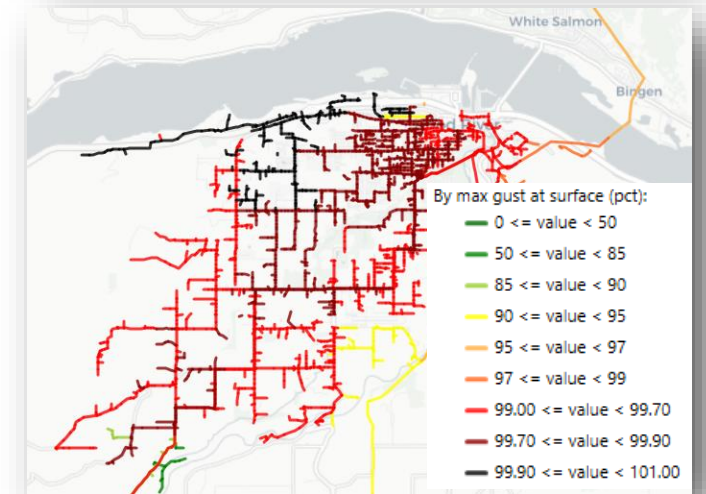 White Salmon
Bingen
By max gust at surface (pct):
0 <= value < 50
50 <= value < 85
85 <= value < 90
90 <= value < 95
95 <= value < 97
97 <= value < 99
99.00 <= value < 99.70
99.70 <= value < 99.90
99.90 <= value < 101.00